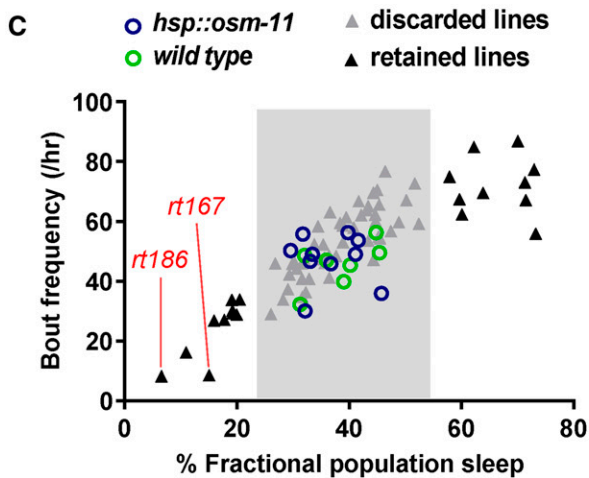 C
hsp::osm-11 discarded lines
wild type retained lines
Bout frequency (/hr)
100
80
60
40
20
0
rt167
rt186
0 20 40 60 80
% Fractional population sleep